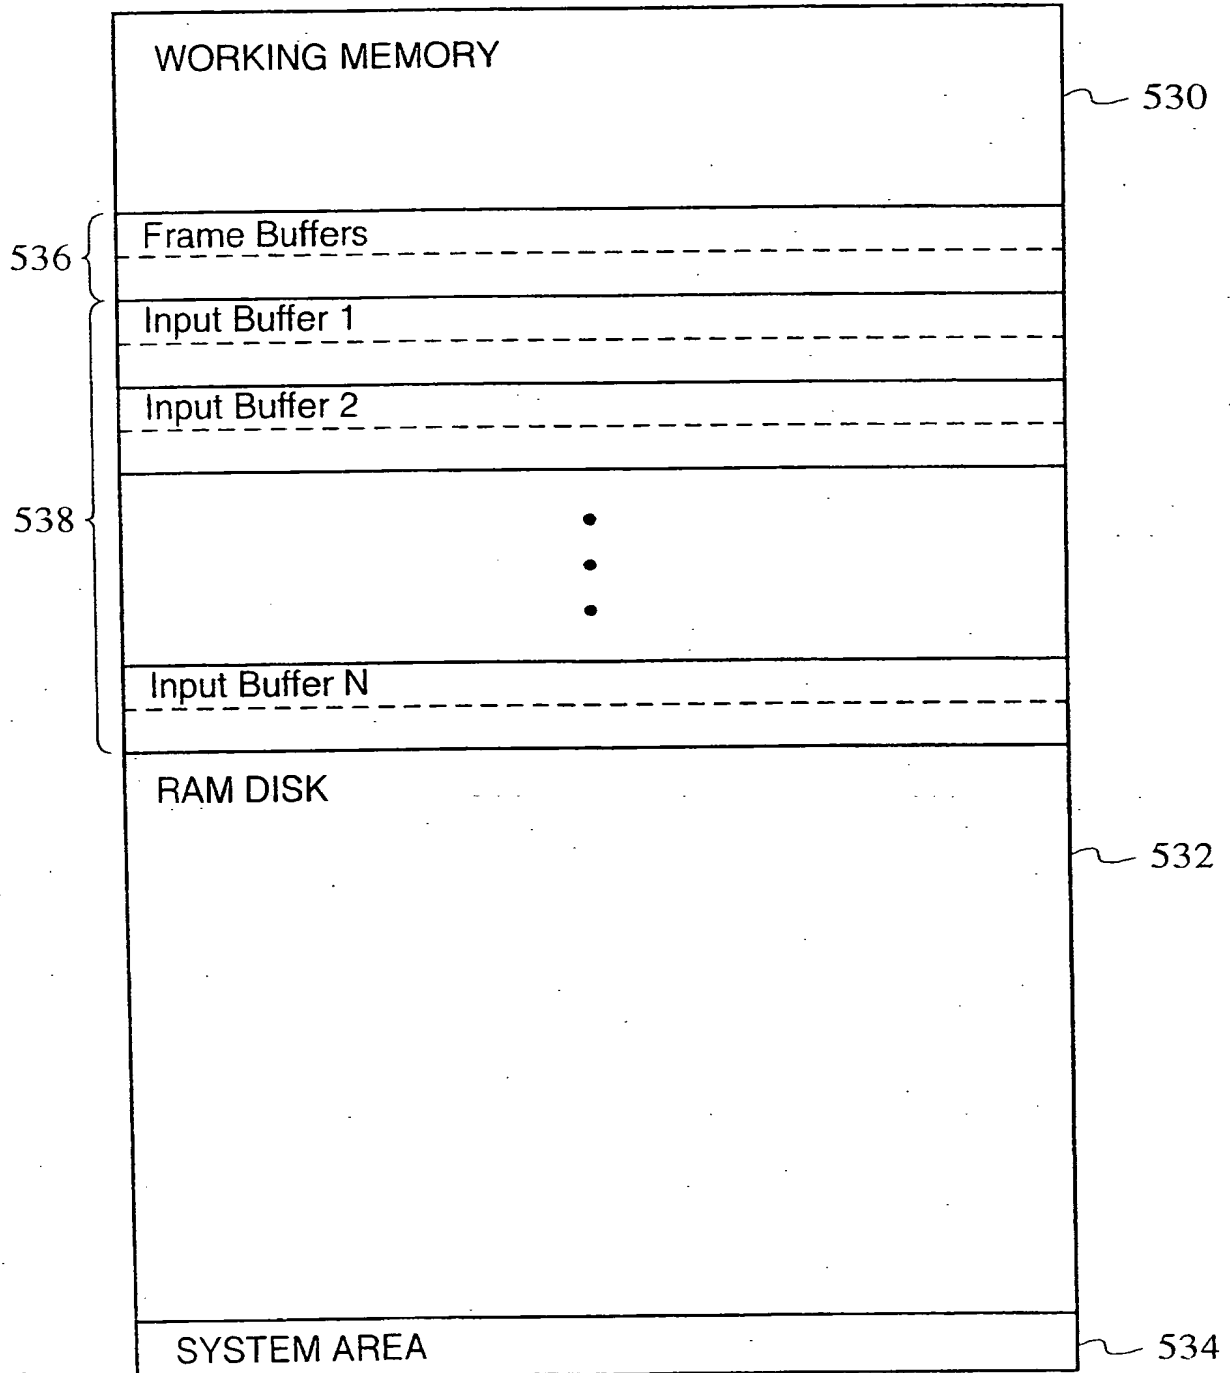 WORKING MEMORY
530
Frame Buffers
536
Input Buffer 1
Input Buffer 2
538
Input Buffer N
RAM DISK
532
SYSTEM AREA
534